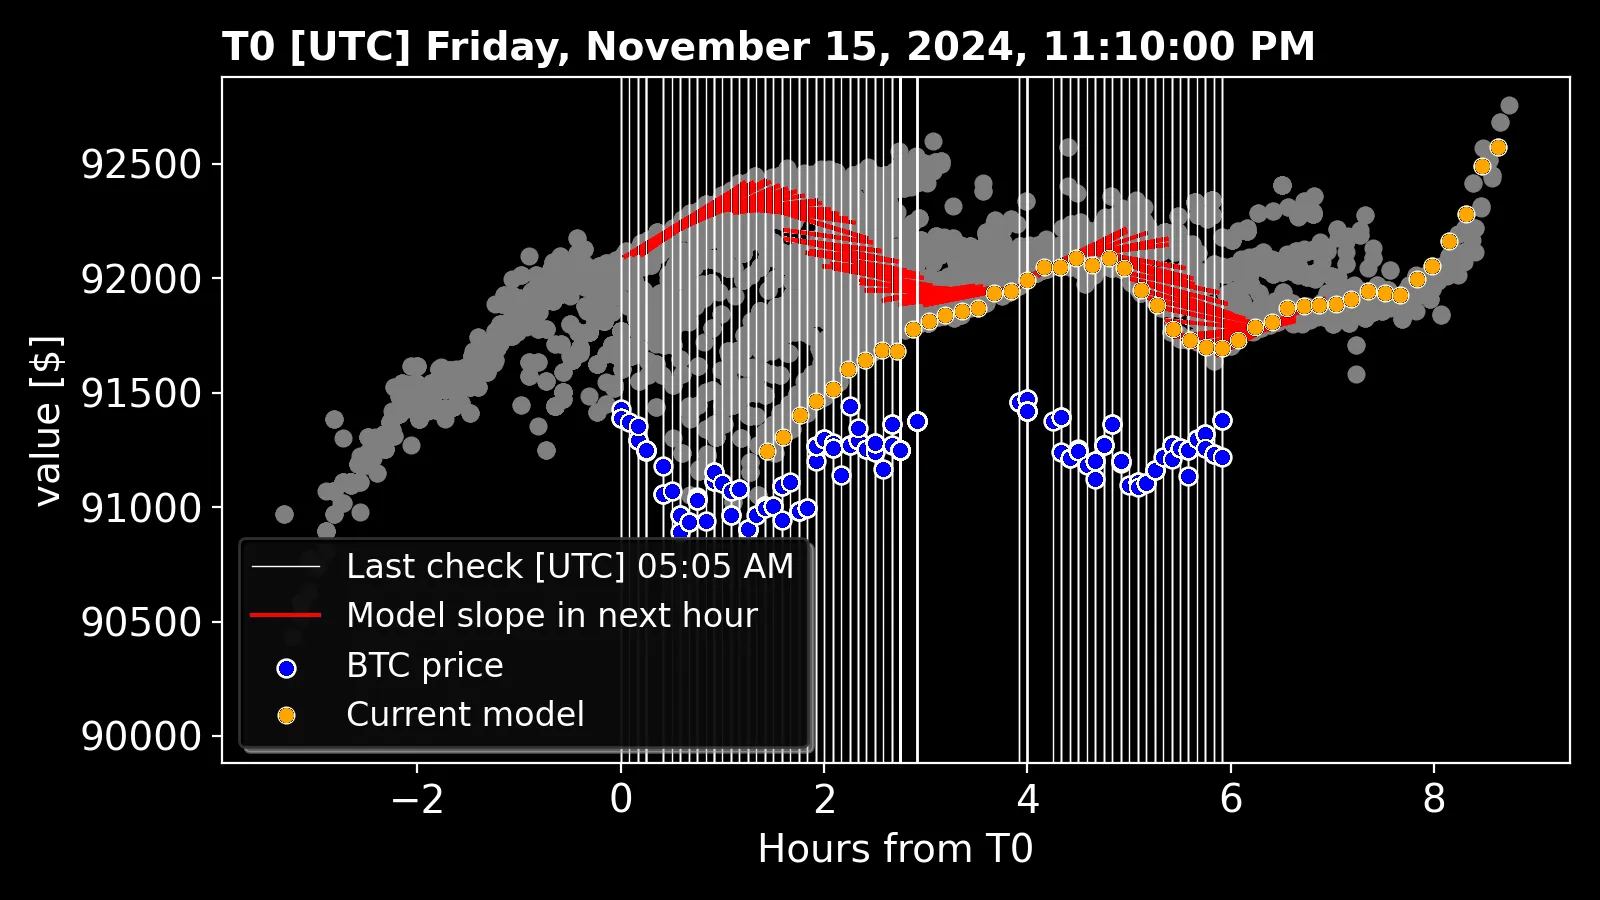 T0 [UTC] Friday, November 15, 2024, 11:10:00 PM
92500
92000
91500
91000
90500
90000
value [$]
Last check [UTC] 05:05 AM
Model slope in next hour
BTC price
Current model
−2 0 2 4 6 8
Hours from T0